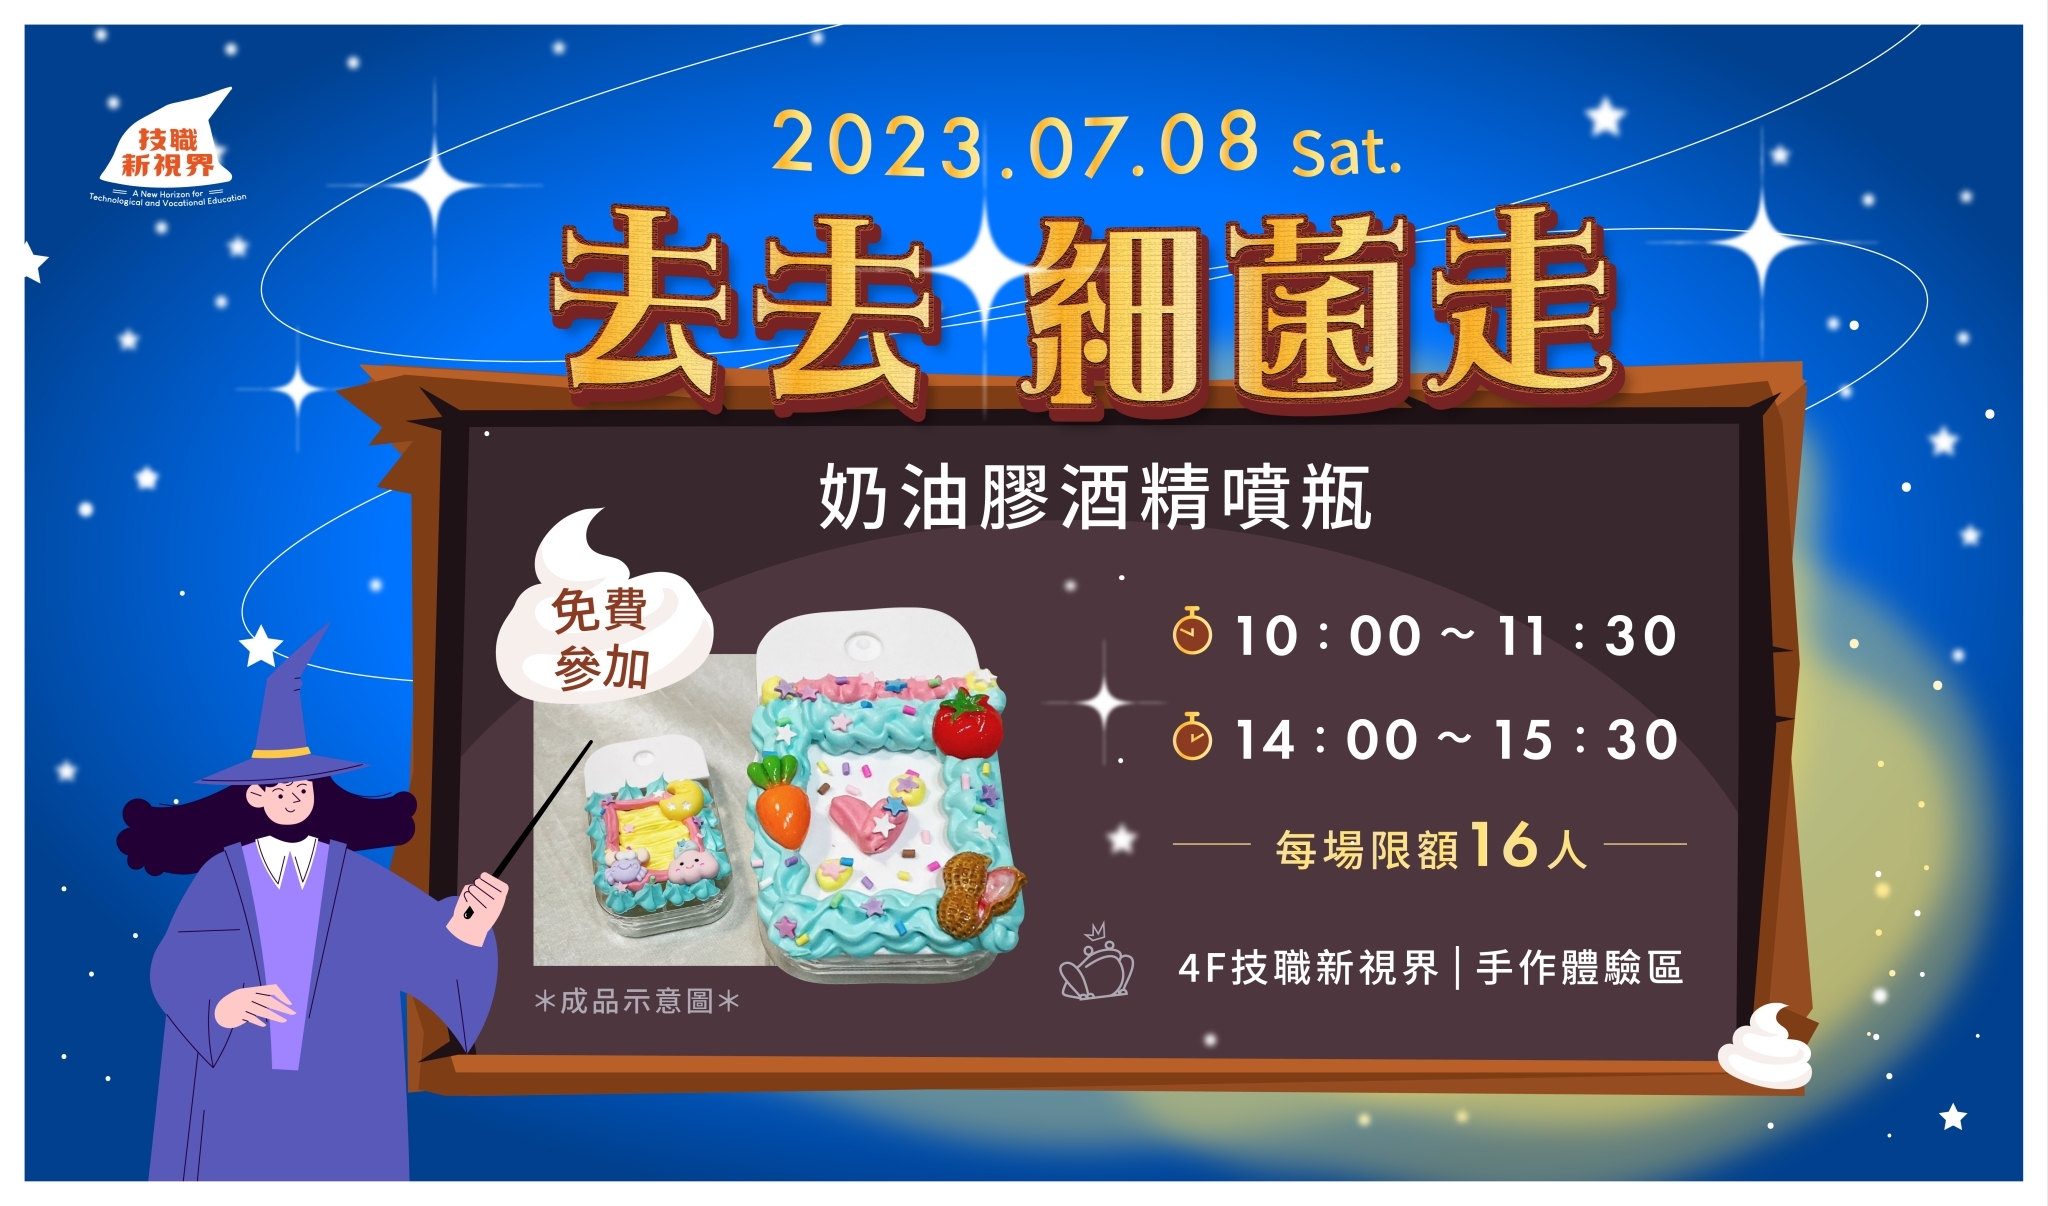 技職
新視界
A New Horizon for
Technological and Vocational Education
2023.07.08 Sat.
去去 細菌走
奶油膠酒精噴瓶
免費
參加
10：00～11：30
14：00～15：30
每場限額16人
4F技職新視界│手作體驗區
＊成品示意圖＊